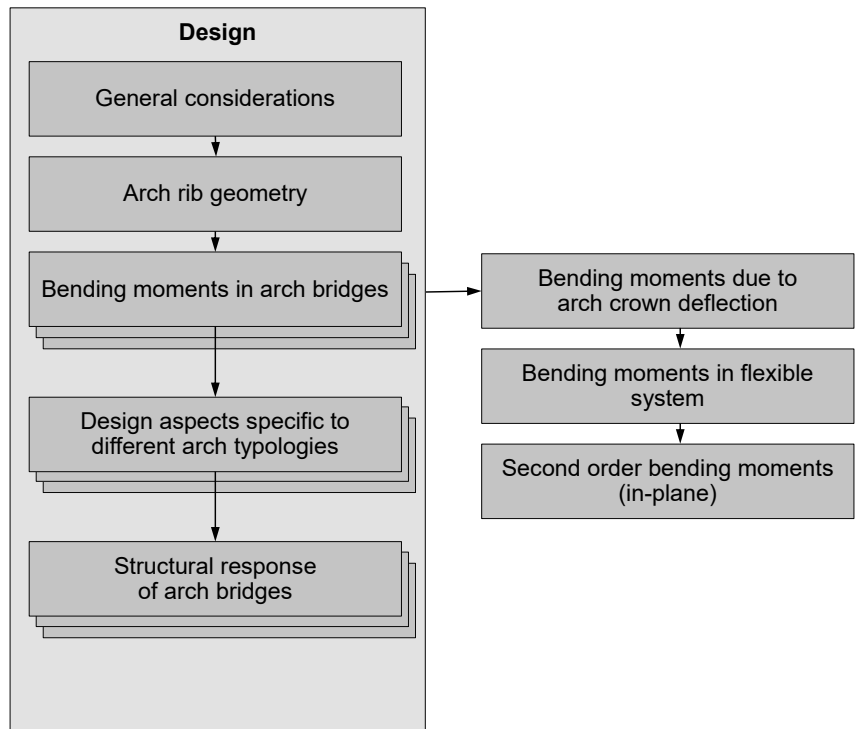 Design
General considerations
Arch rib geometry
Bending moments in arch bridges
Design aspects specific to
different arch typologies
Structural response
of arch bridges
Bending moments due to
arch crown deflection
Bending moments in flexible
system
Second order bending moments
(in-plane)